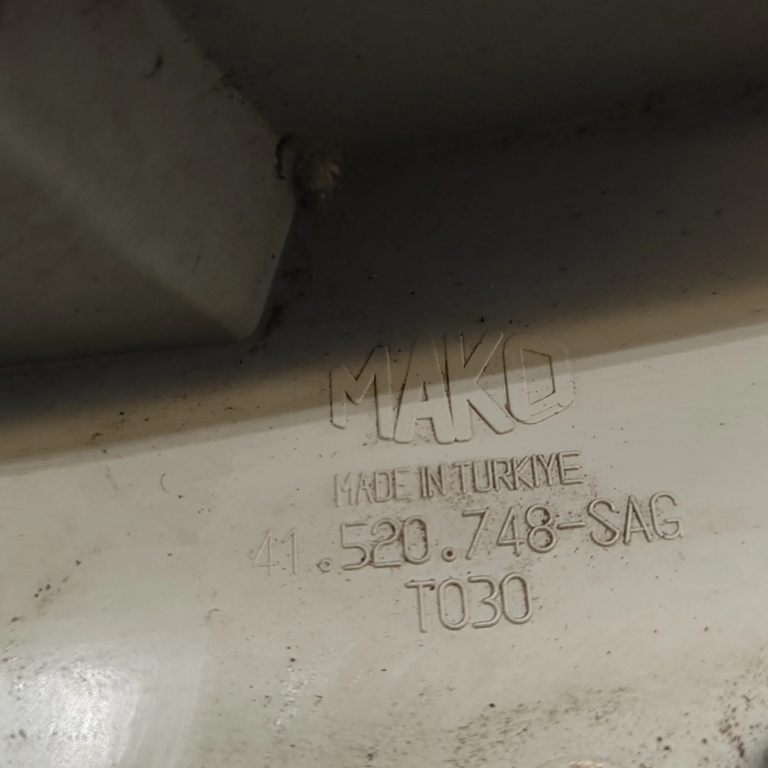 MAKO
MADE IN TURKIYE
41.520.748-SAG
T030